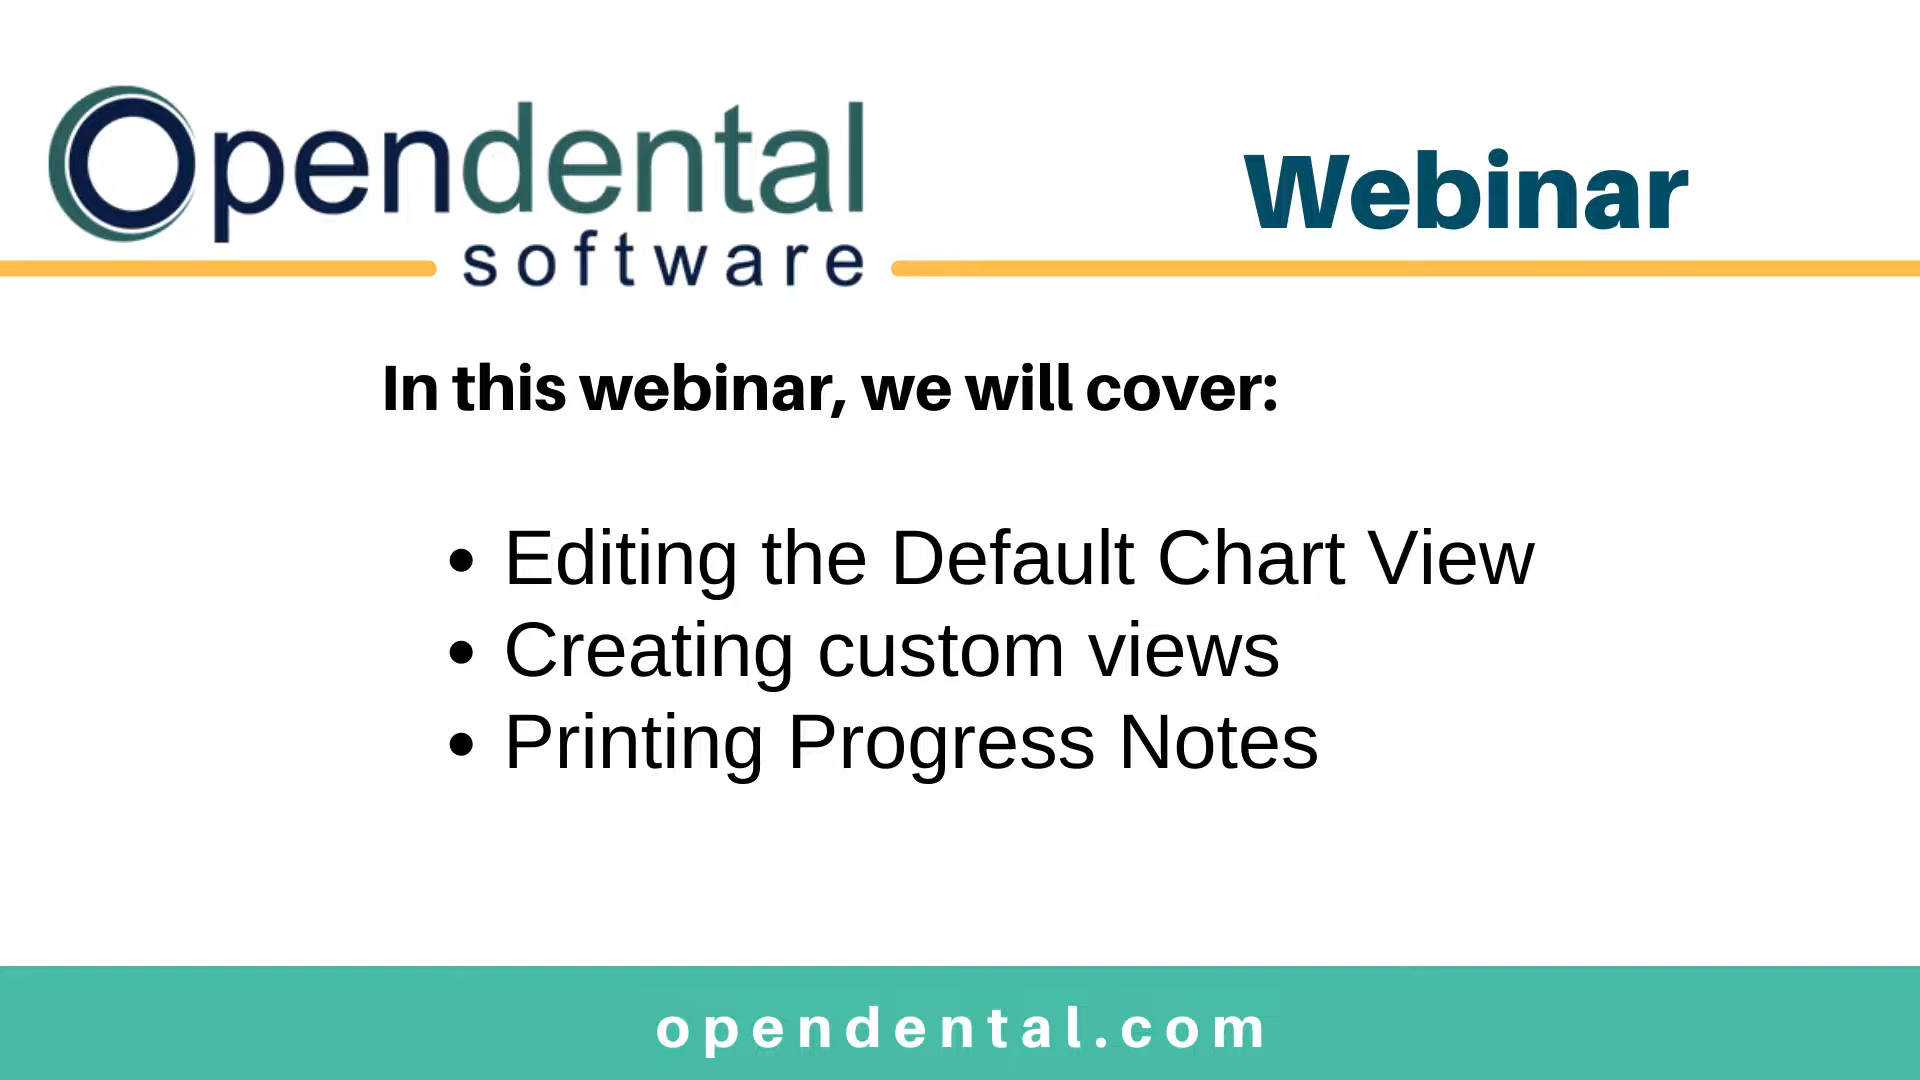 Opendental
software
Webinar
In this webinar, we will cover:
• Editing the Default Chart View
• Creating custom views
• Printing Progress Notes
opendental.com